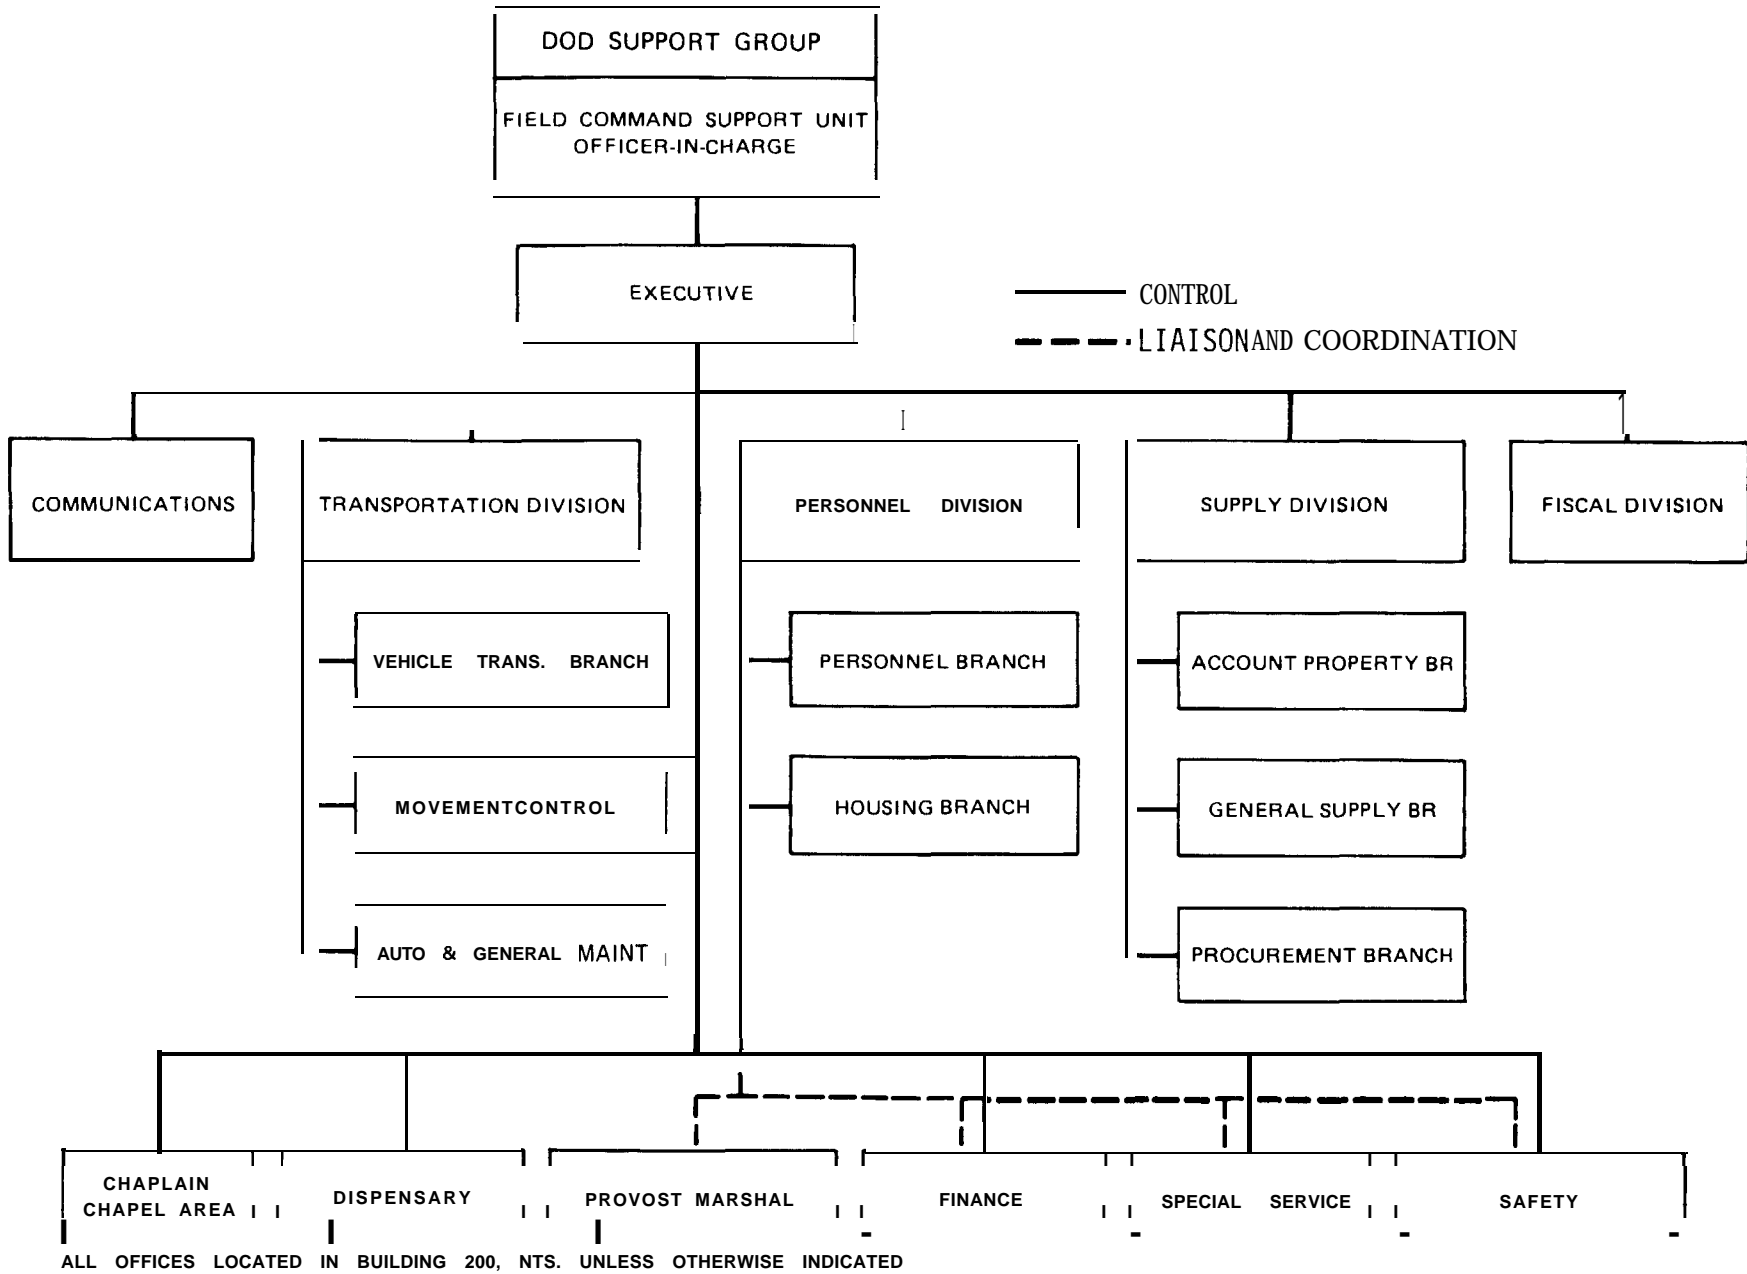 DOD SUPPORT GROUP
FIELD COMMAND SUPPORT UNIT
OFFICER-IN-CHARGE
EXECUTIVE
CONTROL
LIAISON AND COORDINATION
COMMUNICATIONS
TRANSPORTATION DIVISION
PERSONNEL DIVISION
SUPPLY DIVISION
FISCAL DIVISION
VEHICLE TRANS. BRANCH
PERSONNEL BRANCH
ACCOUNT PROPERTY BR
MOVEMENTCONTROL
HOUSING BRANCH
GENERAL SUPPLY BR
AUTO & GENERAL MAINT
PROCUREMENT BRANCH
CHAPLAIN
CHAPEL AREA
DISPENSARY
PROVOST MARSHAL
FINANCE
SPECIAL SERVICE
SAFETY
ALL OFFICES LOCATED IN BUILDING 200, NTS. UNLESS OTHERWISE INDICATED